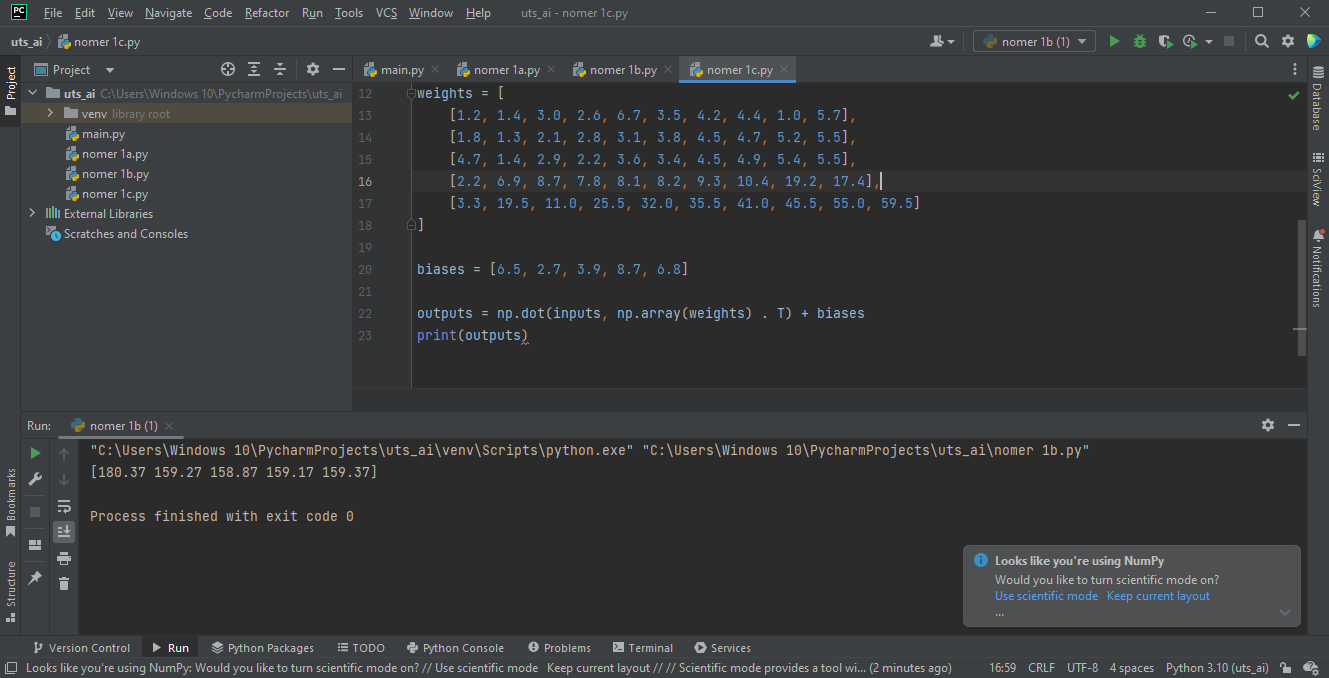 PC File Edit View Navigate Code Refactor Run Tools VCS Window Help uts_ai - nomer 1c.py
uts_ai nomer 1c.py nomer 1b (1)
Project
Project
uts_ai C:\Users\Windows 10\PycharmProjects\uts_ai
venv library root
main.py
nomer 1a.py
nomer 1b.py
nomer 1c.py
External Libraries
Scratches and Consoles
main.py nomer 1a.py nomer 1b.py nomer 1c.py
12 weights = [
13 [1.2, 1.4, 3.0, 2.6, 6.7, 3.5, 4.2, 4.4, 1.0, 5.7],
14 [1.8, 1.3, 2.1, 2.8, 3.1, 3.8, 4.5, 4.7, 5.2, 5.5],
15 [4.7, 1.4, 2.9, 2.2, 3.6, 3.4, 4.5, 4.9, 5.4, 5.5],
16 [2.2, 6.9, 8.7, 7.8, 8.1, 8.2, 9.3, 10.4, 19.2, 17.4],
17 [3.3, 19.5, 11.0, 25.5, 32.0, 35.5, 41.0, 45.5, 55.0, 59.5]
18 ]
19
20 biases = [6.5, 2.7, 3.9, 8.7, 6.8]
21
22 outputs = np.dot(inputs, np.array(weights) . T) + biases
23 print(outputs)
Database
SciView
Notifications
Run: nomer 1b (1)
"C:\Users\Windows 10\PycharmProjects\uts_ai\venv\Scripts\python.exe" "C:\Users\Windows 10\PycharmProjects\uts_ai\nomer 1b.py"
[180.37 159.27 158.87 159.17 159.37]
Process finished with exit code 0
Bookmarks
Structure
Looks like you're using NumPy
Would you like to turn scientific mode on?
Use scientific mode Keep current layout
...
Version Control Run Python Packages TODO Python Console Problems Terminal Services
Looks like you're using NumPy: Would you like to turn scientific mode on? // Use scientific mode Keep current layout // // Scientific mode provides a tool wi... (2 minutes ago) 16:59 CRLF UTF-8 4 spaces Python 3.10 (uts_ai)